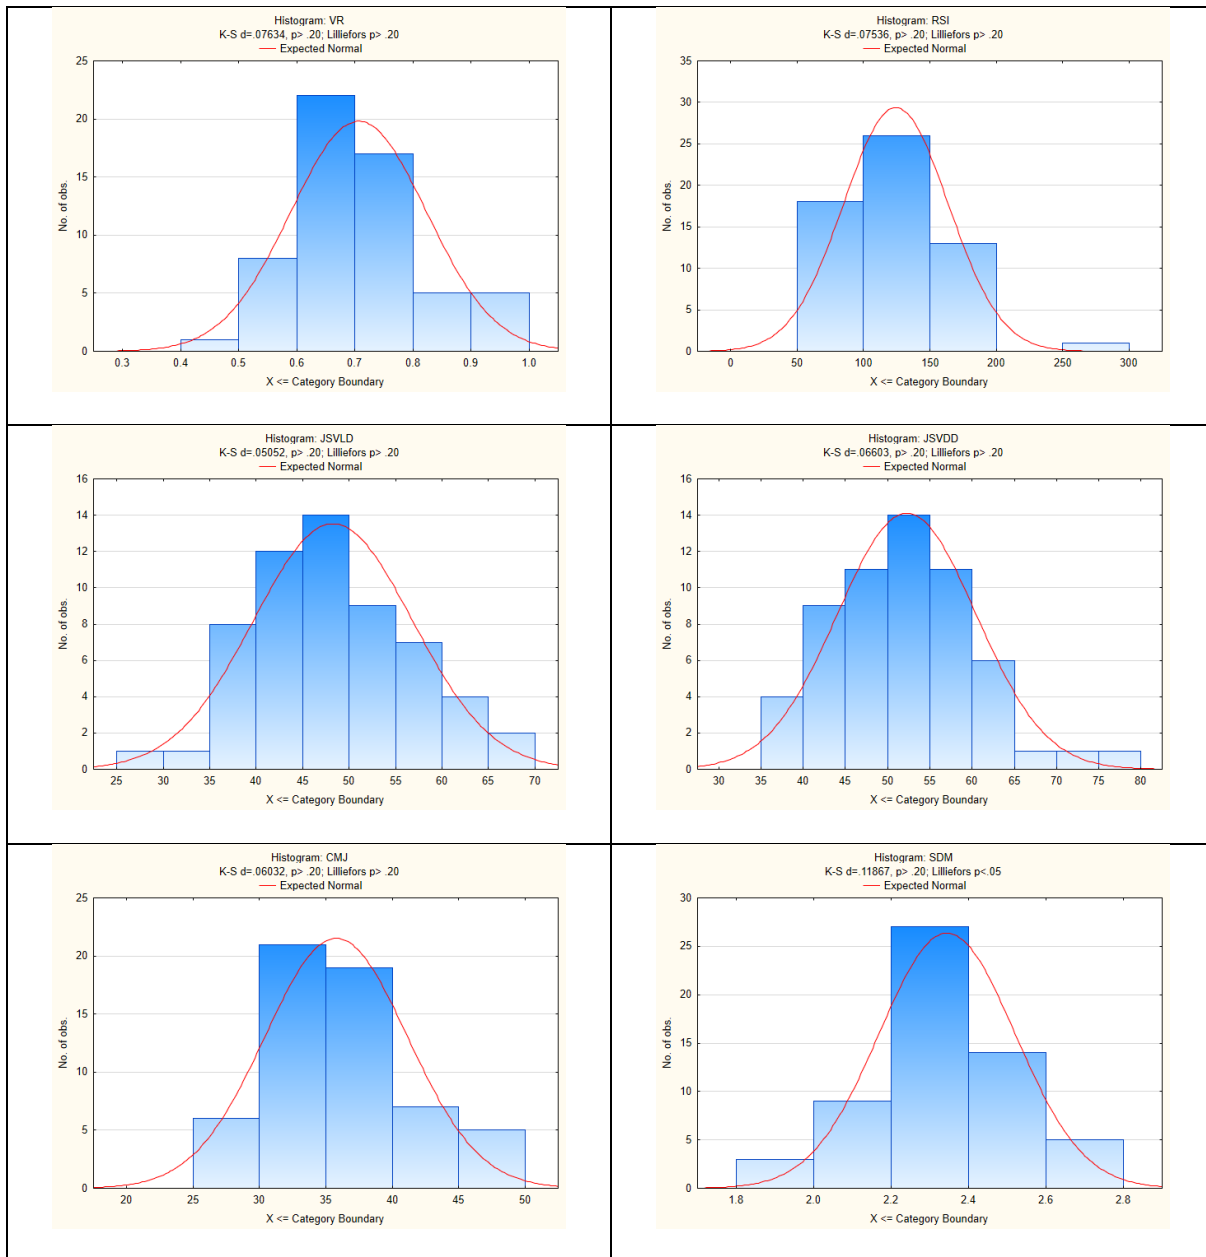 Histogram: VR
K-S d=.07634, p> .20; Lilliefors p> .20
Expected Normal
25
20
15
10
5
0
No. of obs.
0.3 0.4 0.5 0.6 0.7 0.8 0.9 1.0
X <= Category Boundary
Histogram: RSI
K-S d=.07536, p> .20; Lilliefors p> .20
Expected Normal
35
30
25
20
15
10
5
0
No. of obs.
0 50 100 150 200 250 300
X <= Category Boundary
Histogram: JSVLD
K-S d=.05052, p> .20; Lilliefors p> .20
Expected Normal
16
14
12
10
8
6
4
2
0
No. of obs.
25 30 35 40 45 50 55 60 65 70
X <= Category Boundary
Histogram: JSVDD
K-S d=.06603, p> .20; Lilliefors p> .20
Expected Normal
16
14
12
10
8
6
4
2
0
No. of obs.
30 35 40 45 50 55 60 65 70 75 80
X <= Category Boundary
Histogram: CMJ
K-S d=.06032, p> .20; Lilliefors p> .20
Expected Normal
25
20
15
10
5
0
No. of obs.
20 25 30 35 40 45 50
X <= Category Boundary
Histogram: SDM
K-S d=.11867, p> .20; Lilliefors p<.05
Expected Normal
30
25
20
15
10
5
0
No. of obs.
1.8 2.0 2.2 2.4 2.6 2.8
X <= Category Boundary